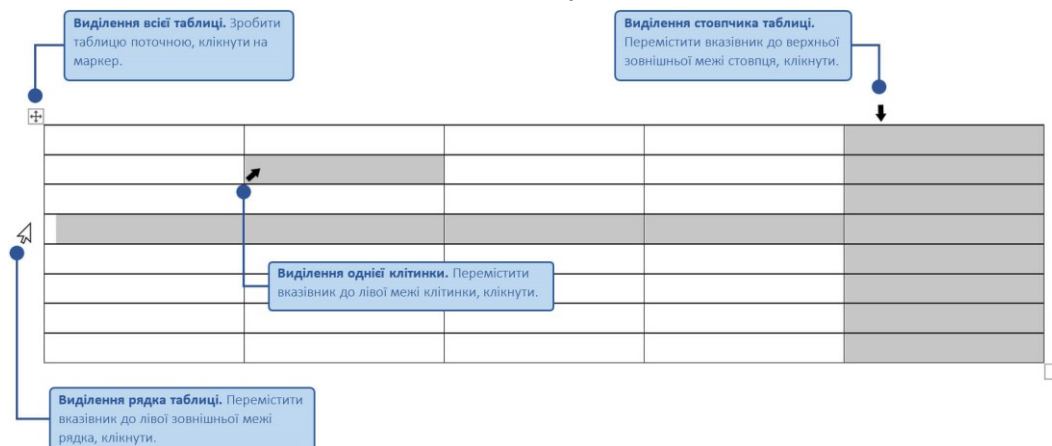 Виділення всієї таблиці. Зробити
таблицю поточною, клікнути на
маркер.
Виділення стовпчика таблиці.
Перемістити вказівник до верхньої
зовнішньої межі стовпця, клікнути.
Виділення однієї клітинки. Перемістити
вказівник до лівої межі клітинки, клікнути.
Виділення рядка таблиці. Перемістити
вказівник до лівої зовнішньої межі
рядка, клікнути.